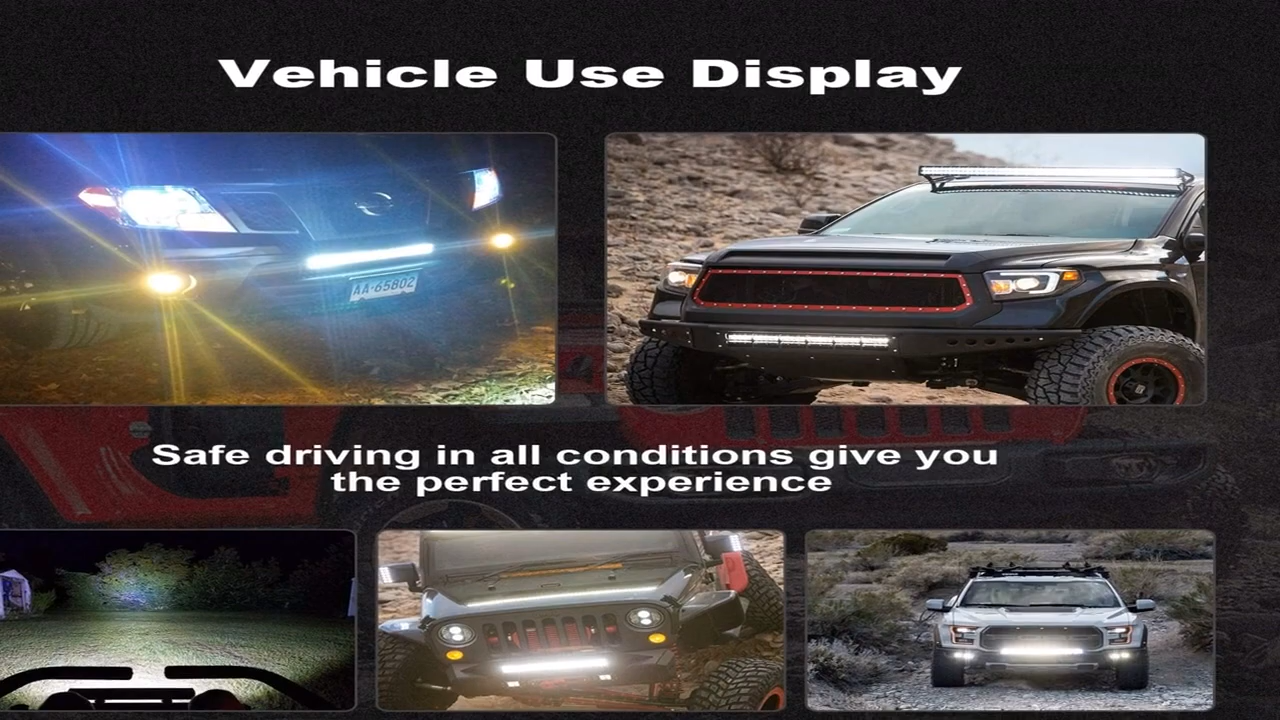 Vehicle Use Display
AA-65802
Safe driving in all conditions give you
the perfect experience